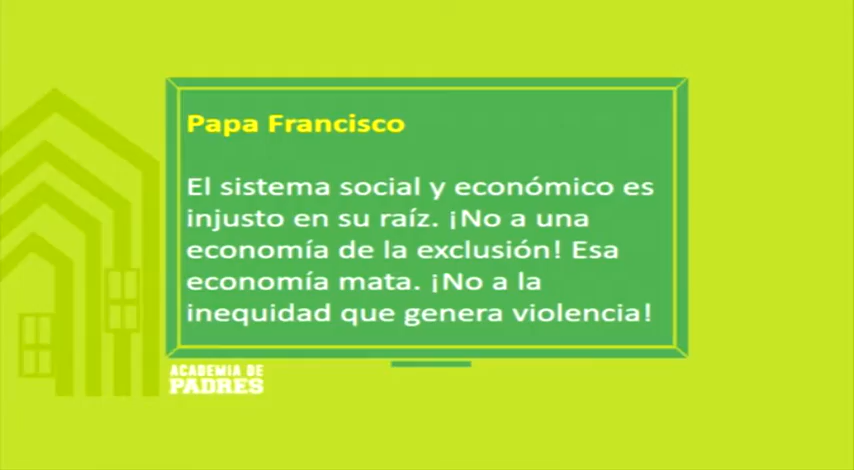 Papa Francisco
El sistema social y económico es
injusto en su raíz. ¡No a una
economía de la exclusión! Esa
economía mata. ¡No a la
inequidad que genera violencia!
ACADEMIA DE
PADRES